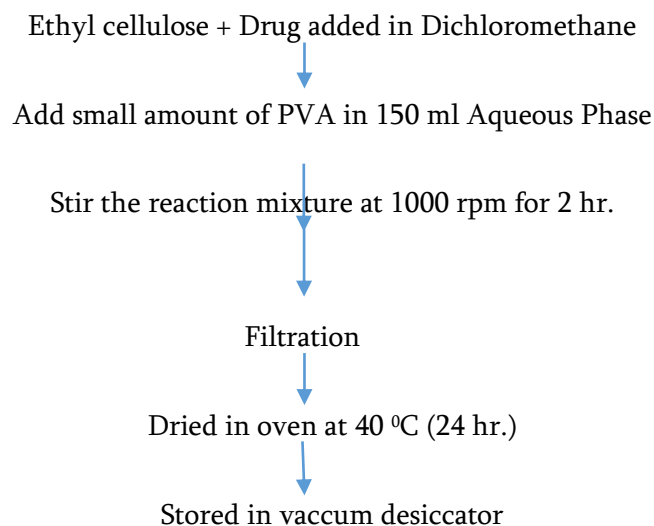 Ethyl cellulose + Drug added in Dichloromethane
Add small amount of PVA in 150 ml Aqueous Phase
Stir the reaction mixture at 1000 rpm for 2 hr.
Filtration
Dried in oven at 40 ⁰C (24 hr.)
Stored in vaccum desiccator